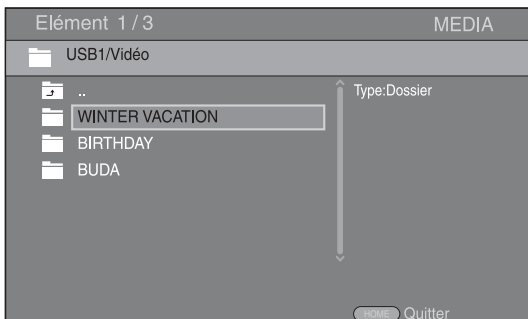 Elément 1/3 MEDIA
USB1/Vidéo
.. Type:Dossier
WINTER VACATION
BIRTHDAY
BUDA
HOME Quitter